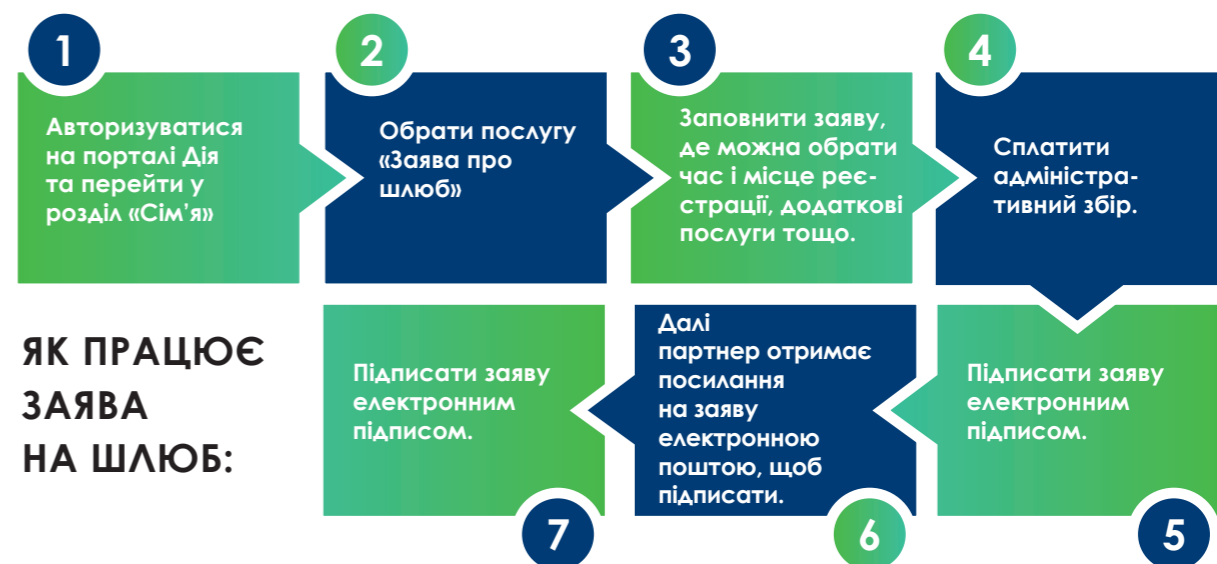 1
Авторизуватися
на порталі Дія
та перейти у
розділ «Сім’я»
2
Обрати послугу
«Заява про
шлюб»
3
Заповнити заяву,
де можна обрати
час і місце реє-
страції, додаткові
послуги тощо.
4
Сплатити
адміністра-
тивний збір.
ЯК ПРАЦЮЄ
ЗАЯВА
НА ШЛЮБ:
Підписати заяву
електронним
підписом.
5
Далі
партнер отримає
посилання
на заяву
електронною
поштою, щоб
підписати.
6
Підписати заяву
електронним
підписом.
7